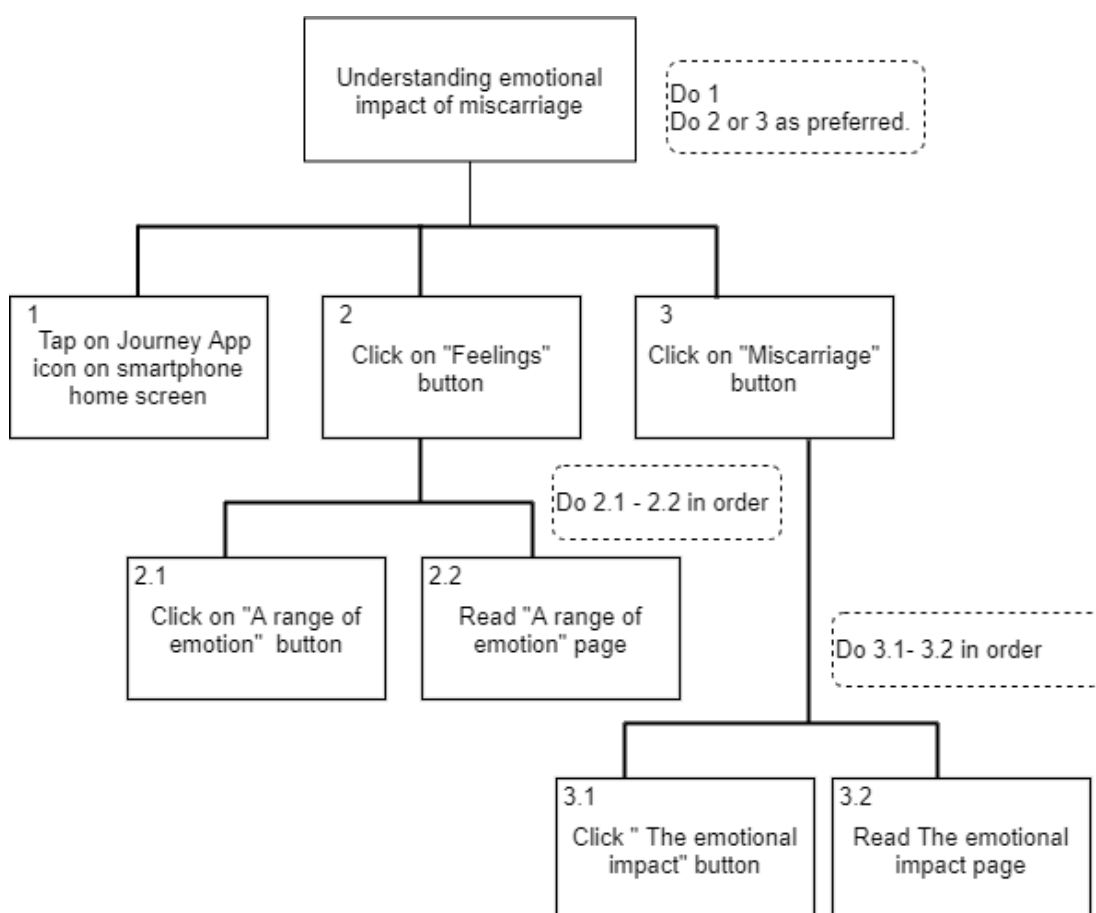 Understanding emotional
impact of miscarriage
Do 1
Do 2 or 3 as preferred.
1
Tap on Journey App
icon on smartphone
home screen
2
Click on "Feelings"
button
3
Click on "Miscarriage"
button
Do 2.1 - 2.2 in order
2.1
Click on "A range of
emotion" button
2.2
Read "A range of
emotion" page
Do 3.1- 3.2 in order
3.1
Click " The emotional
impact" button
3.2
Read The emotional
impact page